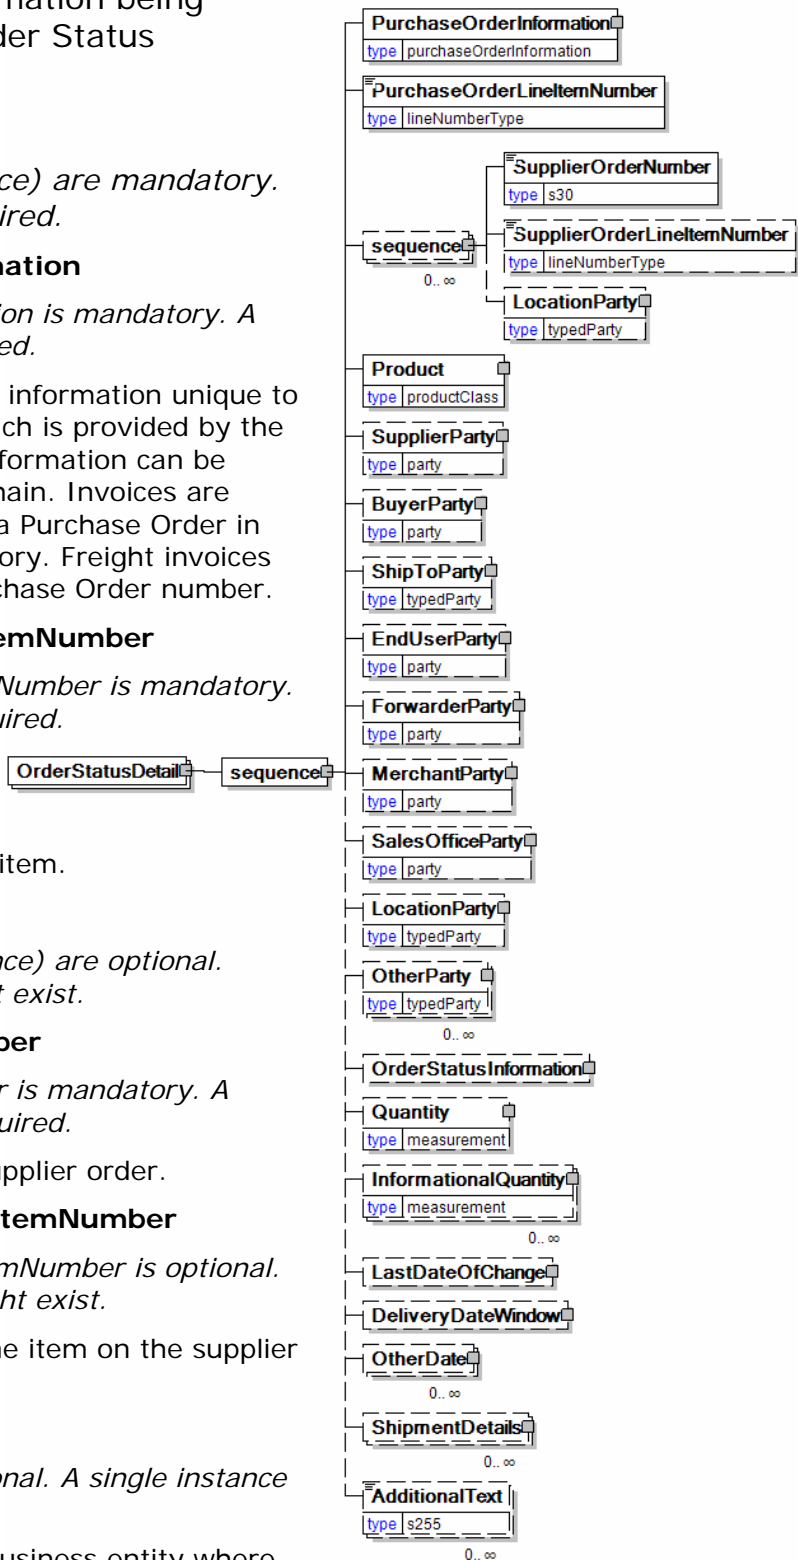 mation being
der Status
ce) are mandatory.
ired.
nation
ion is mandatory. A
ed.
information unique to
ch is provided by the
formation can be
hain. Invoices are
a Purchase Order in
ory. Freight invoices
chase Order number.
emNumber
Number is mandatory.
uired.
OrderStatusDetail
sequence
item.
nce) are optional.
t exist.
ber
r is mandatory. A
uired.
upplier order.
temNumber
mNumber is optional.
ht exist.
ne item on the supplier
onal. A single instance
usiness entity where
PurchaseOrderInformation
type purchaseOrderInformation
PurchaseOrderLineItemNumber
type lineNumberType
sequence
0.. ∞
SupplierOrderNumber
type s30
SupplierOrderLineItemNumber
type lineNumberType
LocationParty
type typedParty
Product
type productClass
SupplierParty
type party
BuyerParty
type party
ShipToParty
type typedParty
EndUserParty
type party
ForwarderParty
type party
MerchantParty
type party
SalesOfficeParty
type party
LocationParty
type typedParty
OtherParty
type typedParty
0.. ∞
OrderStatusInformation
Quantity
type measurement
InformationalQuantity
type measurement
0.. ∞
LastDateOfChange
DeliveryDateWindow
OtherDate
0.. ∞
ShipmentDetails
0.. ∞
AdditionalText
type s255
0.. ∞